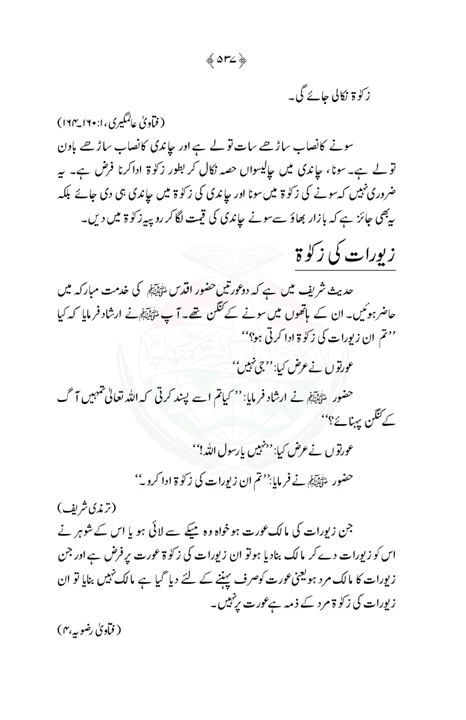 ﴿۵۳۷﴾
زکوٰۃ نکالی جائے گی۔
(فتاویٰ عالمگیری،۱:۱۶۰۔۱۶۴)
سونے کا نصاب ساڑھے سات تولے ہے اور چاندی کا نصاب ساڑھے باون
تولے ہے۔ سونا، چاندی میں چالیسواں حصہ نکال کر بطور زکوٰۃ ادا کرنا فرض ہے۔ یہ
ضروری نہیں کہ سونے کی زکوٰۃ میں سونا اور چاندی کی زکوٰۃ میں چاندی ہی دی جائے بلکہ
یہ بھی جائز ہے کہ بازار بھاؤ سے سونے چاندی کی قیمت لگا کر روپیہ زکوٰۃ میں دیں۔
زیورات کی زکوٰۃ
حدیث شریف میں ہے کہ دو عورتیں حضور اقدس ﷺ کی خدمت مبارکہ میں
حاضر ہوئیں۔ ان کے ہاتھوں میں سونے کے کنگن تھے۔ آپ ﷺ نے ارشاد فرمایا کہ کیا
’’تم ان زیورات کی زکوٰۃ ادا کرتی ہو؟‘‘
عورتوں نے عرض کیا: ’’جی نہیں‘‘
حضور ﷺ نے ارشاد فرمایا: ’’کیا تم اسے پسند کرتی کہ اللہ تعالیٰ تمہیں آگ
کے کنگن پہنائے؟‘‘
عورتوں نے عرض کیا: ’’نہیں یا رسول اللہ!‘‘
حضور ﷺ نے فرمایا: ’’تم ان زیورات کی زکوٰۃ ادا کرو۔‘‘
(ترمذی شریف)
جن زیورات کی مالک عورت ہو خواہ وہ میکے سے لائی ہو یا اس کے شوہر نے
اس کو زیورات دے کر مالک بنا دیا ہو تو ان زیورات کی زکوٰۃ عورت پر فرض ہے اور جن
زیورات کا مالک مرد ہو یعنی عورت کو صرف پہننے کے لئے دیا گیا ہے مالک نہیں بنایا تو ان
زیورات کی زکوٰۃ مرد کے ذمہ ہے عورت پر نہیں۔
(فتاویٰ رضویہ،۴)